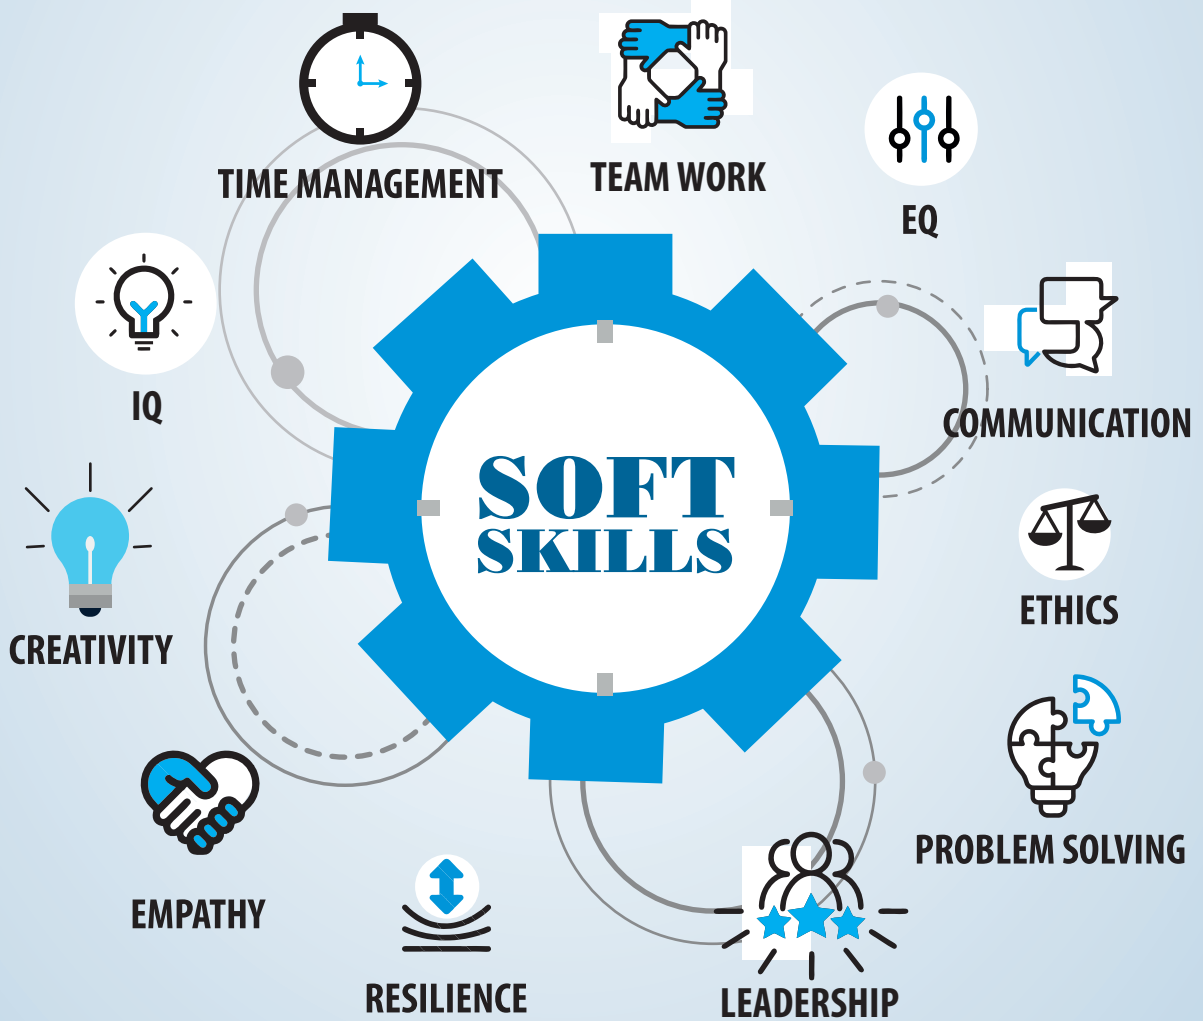 TIME MANAGEMENT
TEAM WORK
EQ
IQ
COMMUNICATION
SOFT
SKILLS
ETHICS
CREATIVITY
PROBLEM SOLVING
EMPATHY
RESILIENCE
LEADERSHIP